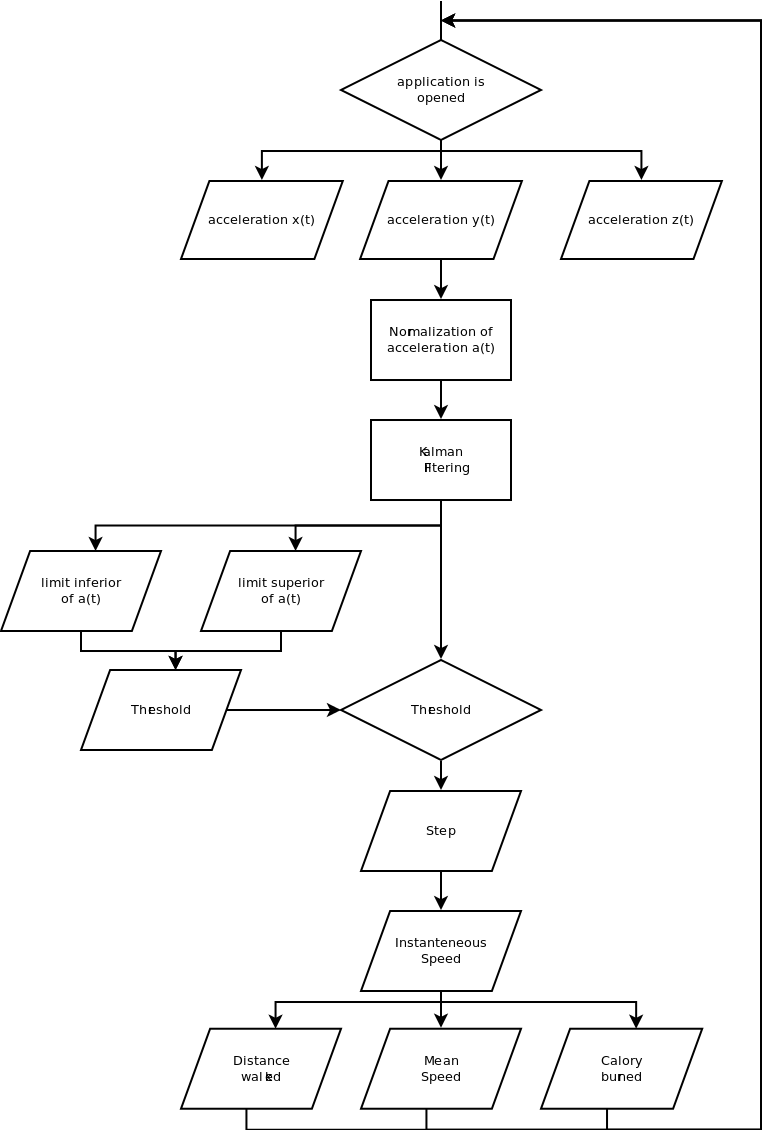 application is
opened
acceleration x(t)
acceleration y(t)
acceleration z(t)
Normalization of
acceleration a(t)
Kalman
Filtering
limit inferior
of a(t)
limit superior
of a(t)
Threshold
Threshold
Step
Instanteneous
Speed
Distance
walked
Mean
Speed
Calory
burned